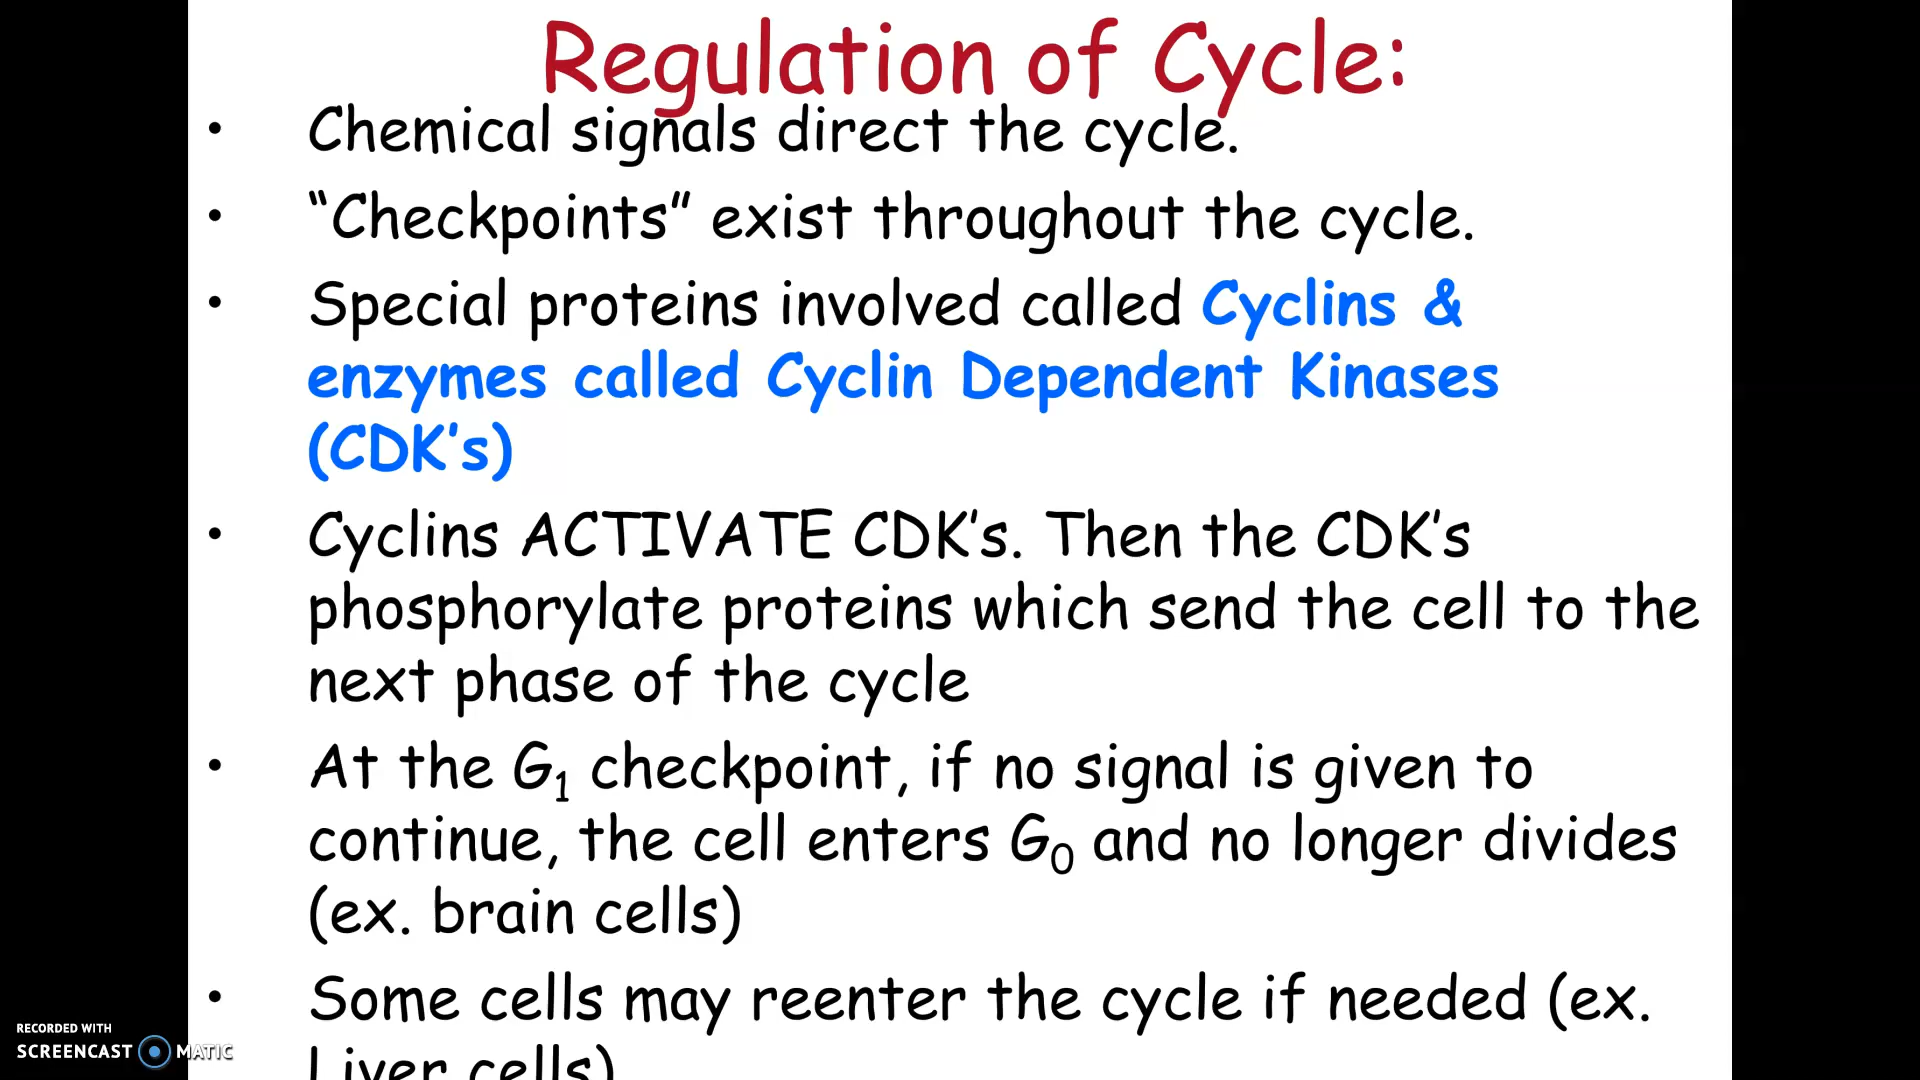 Regulation of Cycle:
• Chemical signals direct the cycle.
• “Checkpoints” exist throughout the cycle.
• Special proteins involved called Cyclins &
enzymes called Cyclin Dependent Kinases
(CDK’s)
• Cyclins ACTIVATE CDK’s. Then the CDK’s
phosphorylate proteins which send the cell to the
next phase of the cycle
• At the G₁ checkpoint, if no signal is given to
continue, the cell enters G₀ and no longer divides
(ex. brain cells)
• Some cells may reenter the cycle if needed (ex.
Liver cells)
RECORDED WITH
SCREENCAST MATIC